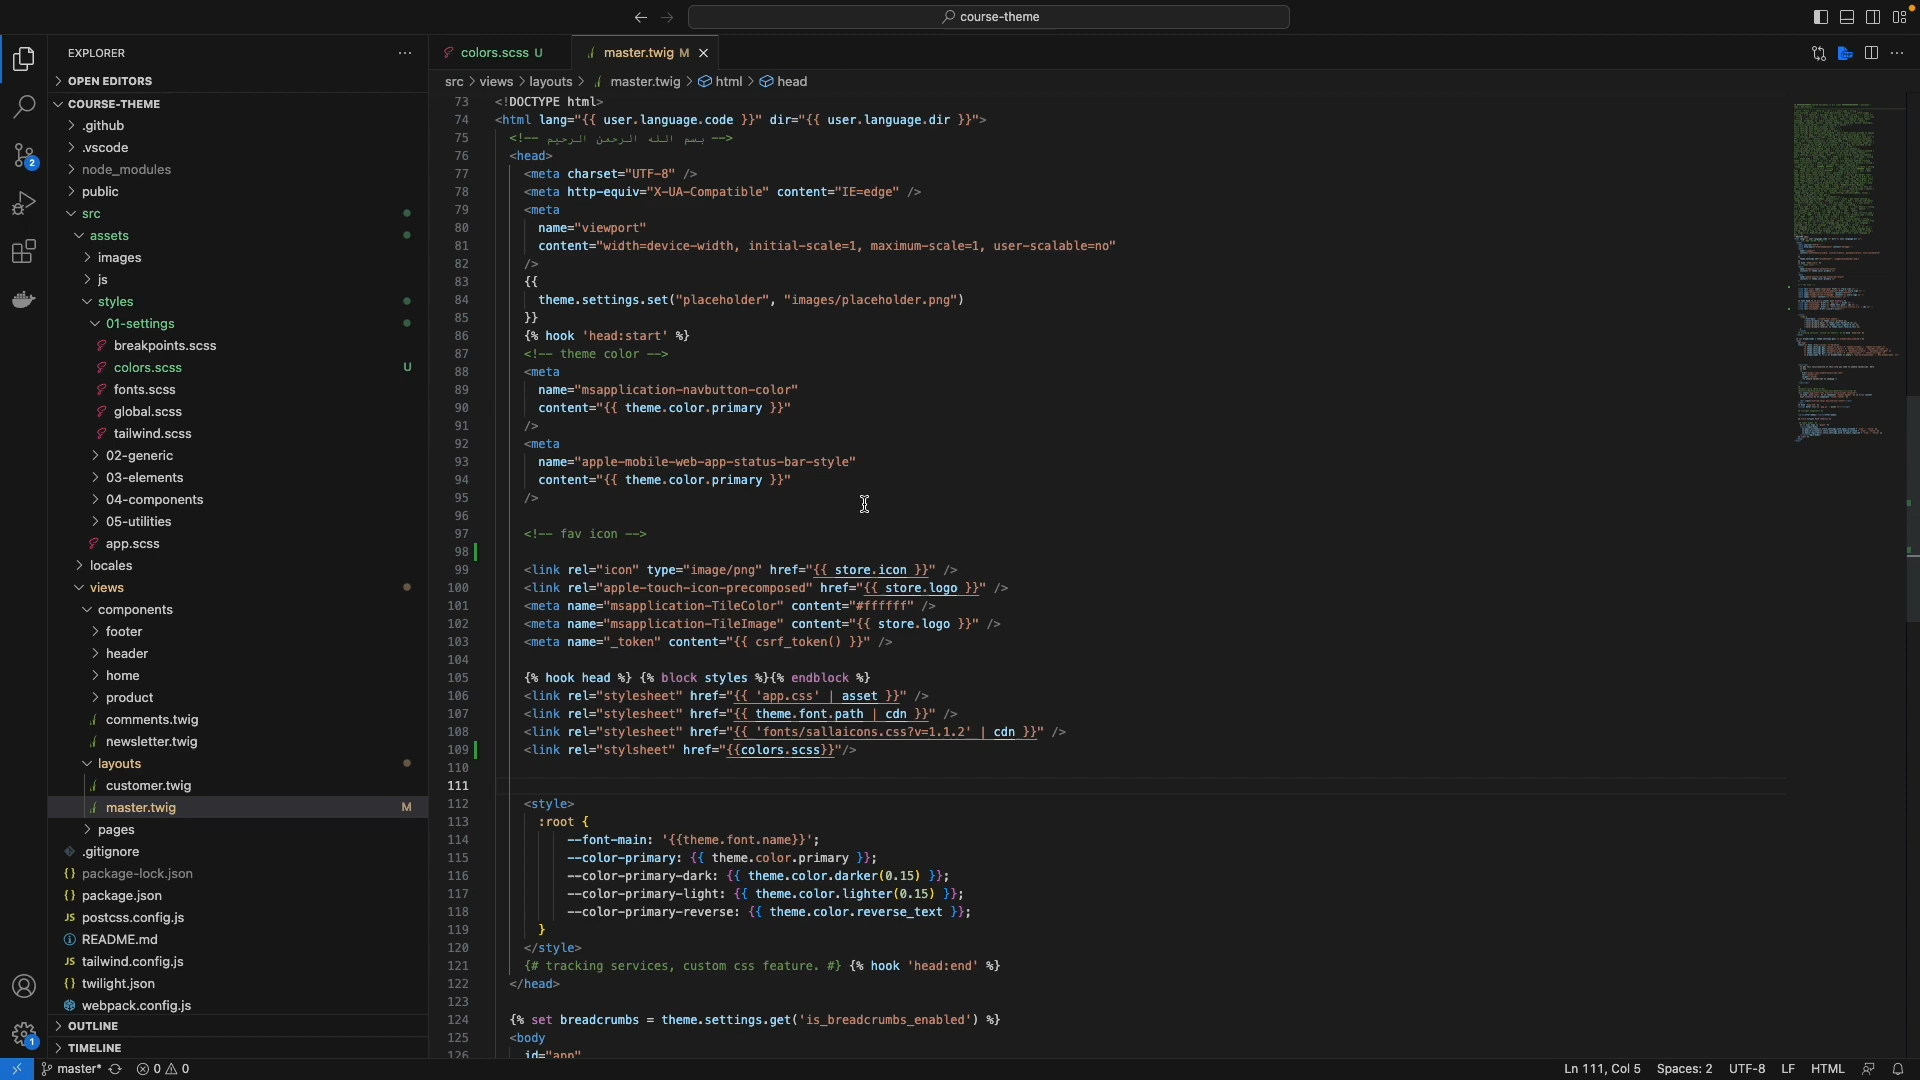 course-theme
EXPLORER
OPEN EDITORS
COURSE-THEME
.github
.vscode
node_modules
public
src
assets
images
js
styles
01-settings
breakpoints.scss
colors.scss U
fonts.scss
global.scss
tailwind.scss
02-generic
03-elements
04-components
05-utilities
app.scss
locales
views
components
footer
header
home
product
comments.twig
newsletter.twig
layouts
customer.twig
master.twig M
pages
.gitignore
package-lock.json
package.json
postcss.config.js
README.md
tailwind.config.js
twilight.json
webpack.config.js
OUTLINE
TIMELINE
colors.scss U
master.twig M
src > views > layouts > master.twig > html > head
73 <!DOCTYPE html>
74 <html lang="{{ user.language.code }}" dir="{{ user.language.dir }}">
75 <!-- بسم الله الرحمن الرحيم -->
76 <head>
77 <meta charset="UTF-8" />
78 <meta http-equiv="X-UA-Compatible" content="IE=edge" />
79 <meta
80 name="viewport"
81 content="width=device-width, initial-scale=1, maximum-scale=1, user-scalable=no"
82 />
83 {{
84 theme.settings.set("placeholder", "images/placeholder.png")
85 }}
86 {% hook 'head:start' %}
87 <!-- theme color -->
88 <meta
89 name="msapplication-navbutton-color"
90 content="{{ theme.color.primary }}"
91 />
92 <meta
93 name="apple-mobile-web-app-status-bar-style"
94 content="{{ theme.color.primary }}"
95 />
96
97 <!-- fav icon -->
98
99 <link rel="icon" type="image/png" href="{{ store.icon }}" />
100 <link rel="apple-touch-icon-precomposed" href="{{ store.logo }}" />
101 <meta name="msapplication-TileColor" content="#ffffff" />
102 <meta name="msapplication-TileImage" content="{{ store.logo }}" />
103 <meta name="_token" content="{{ csrf_token() }}" />
104
105 {% hook head %} {% block styles %}{% endblock %}
106 <link rel="stylesheet" href="{{ 'app.css' | asset }}" />
107 <link rel="stylesheet" href="{{ theme.font.path | cdn }}" />
108 <link rel="stylesheet" href="{{ 'fonts/sallaicons.css?v=1.1.2' | cdn }}" />
109 <link rel="stylsheet" href="{{colors.scss}}"/>
110
111
112 <style>
113 :root {
114 --font-main: '{{theme.font.name}}';
115 --color-primary: {{ theme.color.primary }};
116 --color-primary-dark: {{ theme.color.darker(0.15) }};
117 --color-primary-light: {{ theme.color.lighter(0.15) }};
118 --color-primary-reverse: {{ theme.color.reverse_text }};
119 }
120 </style>
121 {# tracking services, custom css feature. #} {% hook 'head:end' %}
122 </head>
123
124 {% set breadcrumbs = theme.settings.get('is_breadcrumbs_enabled') %}
125 <body
126 id="app"
2
1
master* 0 0
Ln 111, Col 5 Spaces: 2 UTF-8 LF HTML